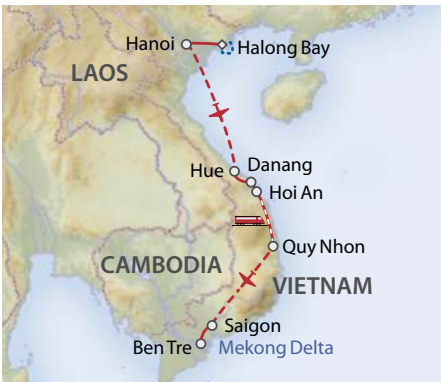 Hanoi
Halong Bay
LAOS
Hue
Danang
Hoi An
Quy Nhon
CAMBODIA
VIETNAM
Saigon
Ben Tre
Mekong Delta